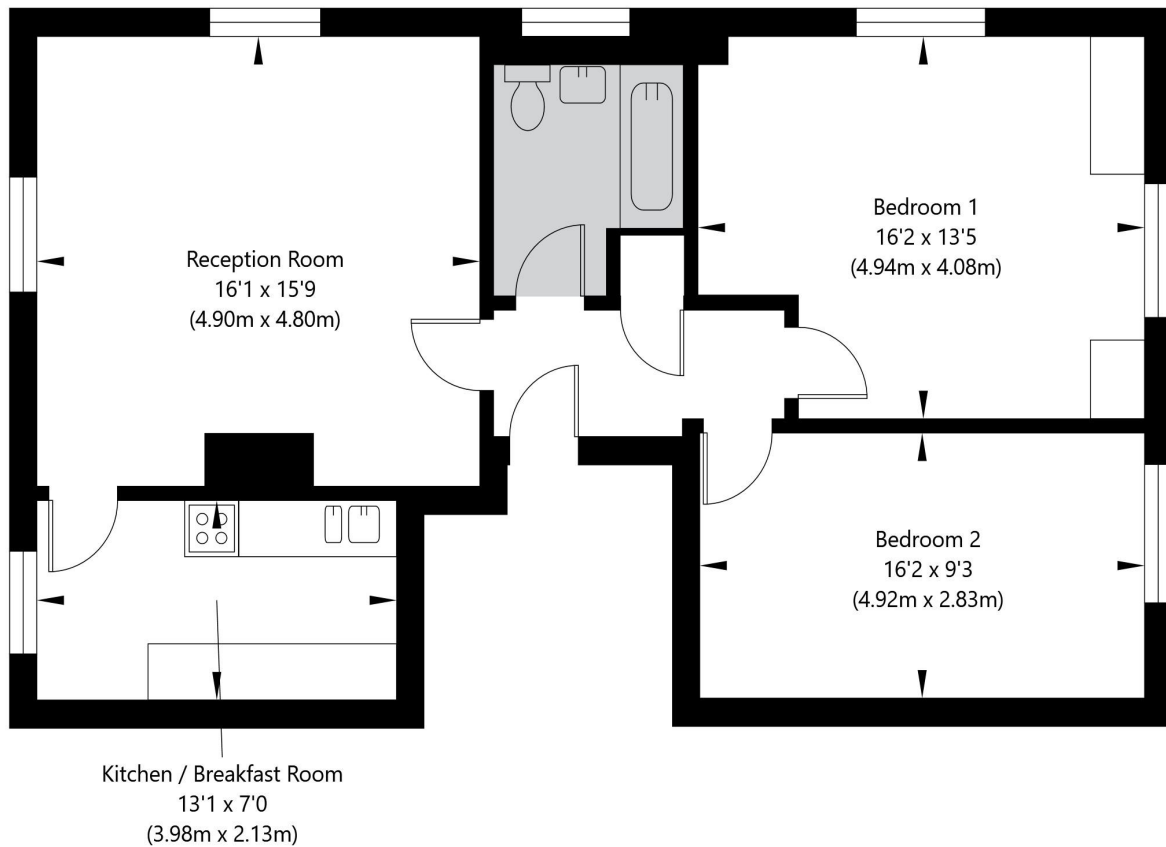 Reception Room
16'1 x 15'9
(4.90m x 4.80m)
Bedroom 1
16'2 x 13'5
(4.94m x 4.08m)
Bedroom 2
16'2 x 9'3
(4.92m x 2.83m)
Kitchen / Breakfast Room
13'1 x 7'0
(3.98m x 2.13m)